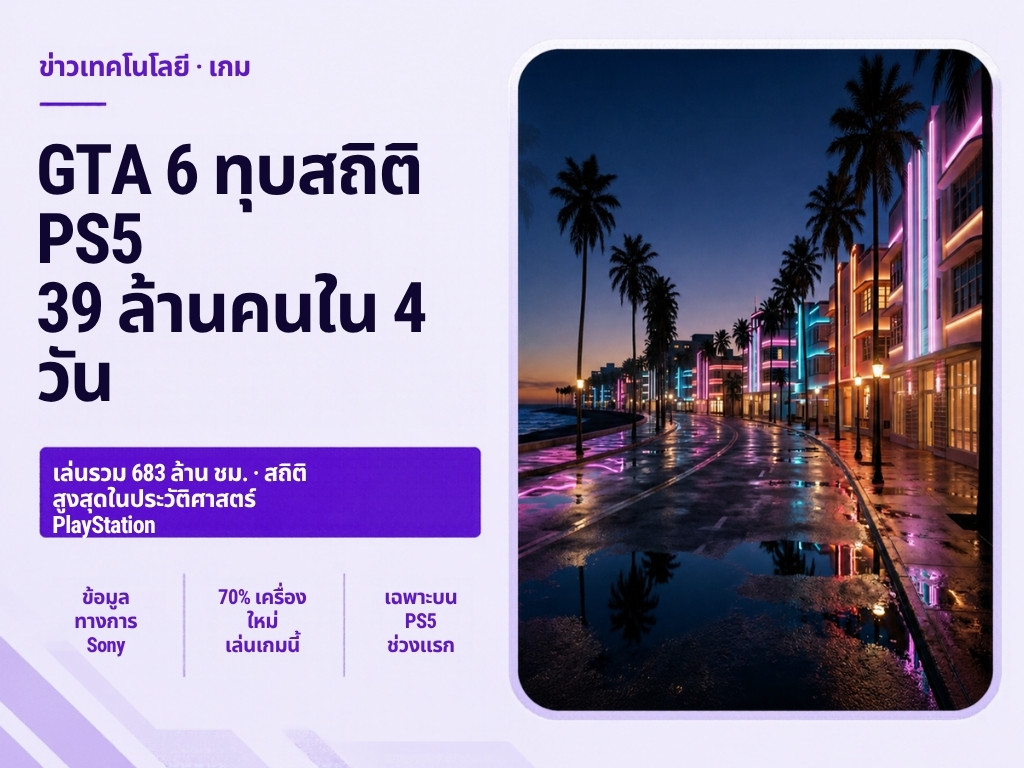 ข่าวเทคโนโลยี · เกม
GTA 6 ทุบสถิติ
PS5
39 ล้านคนใน 4
วัน
เล่นรวม 683 ล้าน ชม. · สถิติ
สูงสุดในประวัติศาสตร์
PlayStation
ข้อมูล
ทางการ
Sony
70% เครื่อง
ใหม่
เล่นเกมนี้
เฉพาะบน
PS5
ช่วงแรก